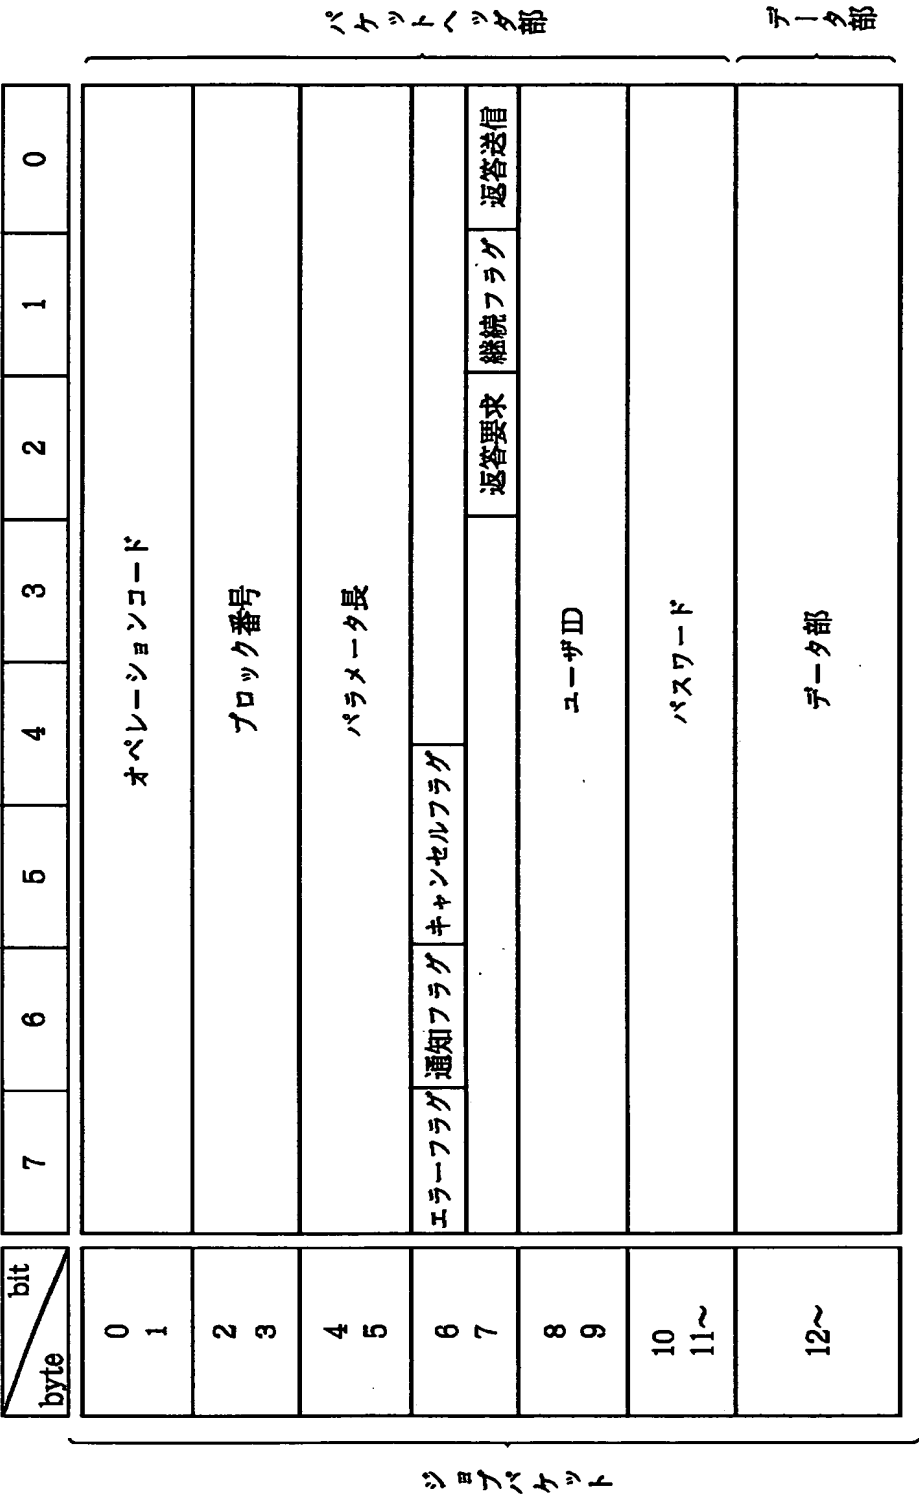 bit
byte
7
6
5
4
3
2
1
0
0
1
オペレーションコード
2
3
ブロック番号
4
5
パラメータ長
6
7
エラーフラグ
通知フラグ
キャンセルフラグ
返答要求
継続フラグ
返答送信
8
9
ユーザID
10
11~
パスワード
12~
データ部
ジョブパケット
パケットヘッダ部
データ部